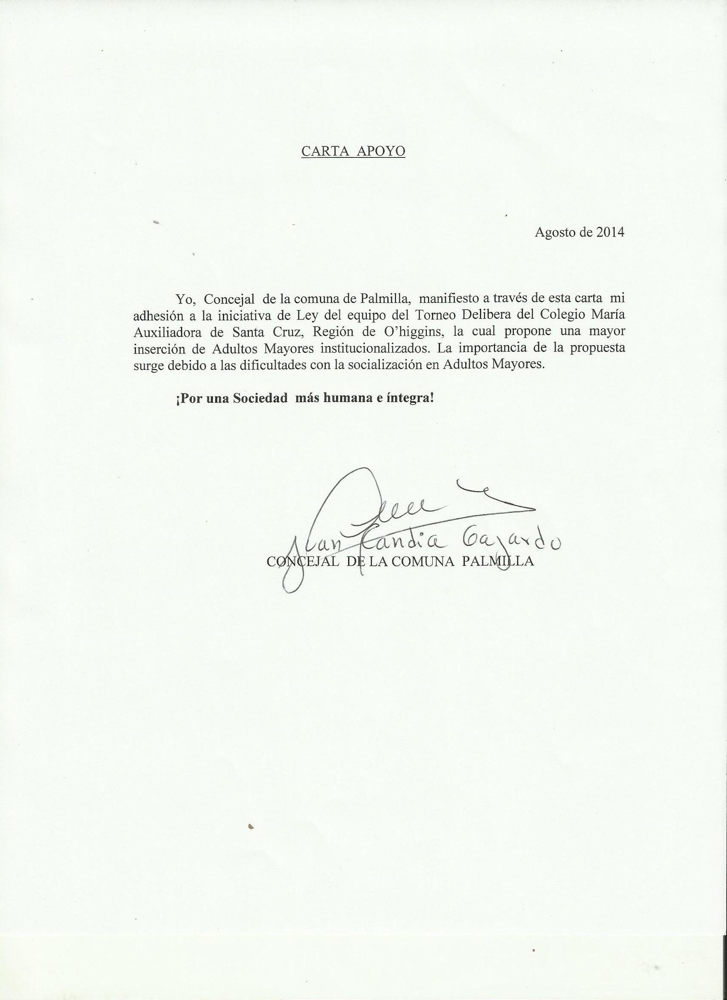 CARTA APOYO
Agosto de 2014
Yo, Concejal de la comuna de Palmilla, manifiesto a través de esta carta mi
adhesión a la iniciativa de Ley del equipo del Torneo Delibera del Colegio María
Auxiliadora de Santa Cruz, Región de O’higgins, la cual propone una mayor
inserción de Adultos Mayores institucionalizados. La importancia de la propuesta
surge debido a las dificultades con la socialización en Adultos Mayores.
¡Por una Sociedad más humana e íntegra!
Candia
CONCEJAL DE LA COMUNA PALMILLA